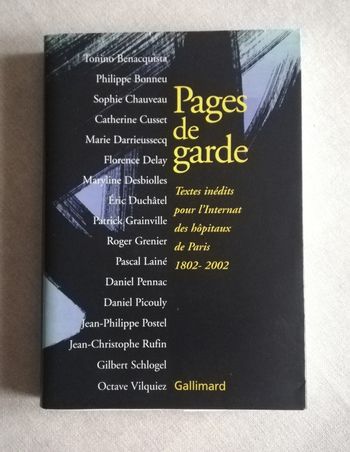 Tonino Benacquista
Philippe Bonneu
Sophie Chauveau
Catherine Cusset
Marie Darrieussecq
Florence Delay
Maryline Desbiolles
Éric Duchâtel
Patrick Grainville
Roger Grenier
Pascal Lainé
Daniel Pennac
Daniel Picouly
Jean-Philippe Postel
Jean-Christophe Rufin
Gilbert Schlogel
Octave Vilquiez
Pages
de
garde
Textes inédits
pour l'Internat
des hôpitaux
de Paris
1802- 2002
Gallimard